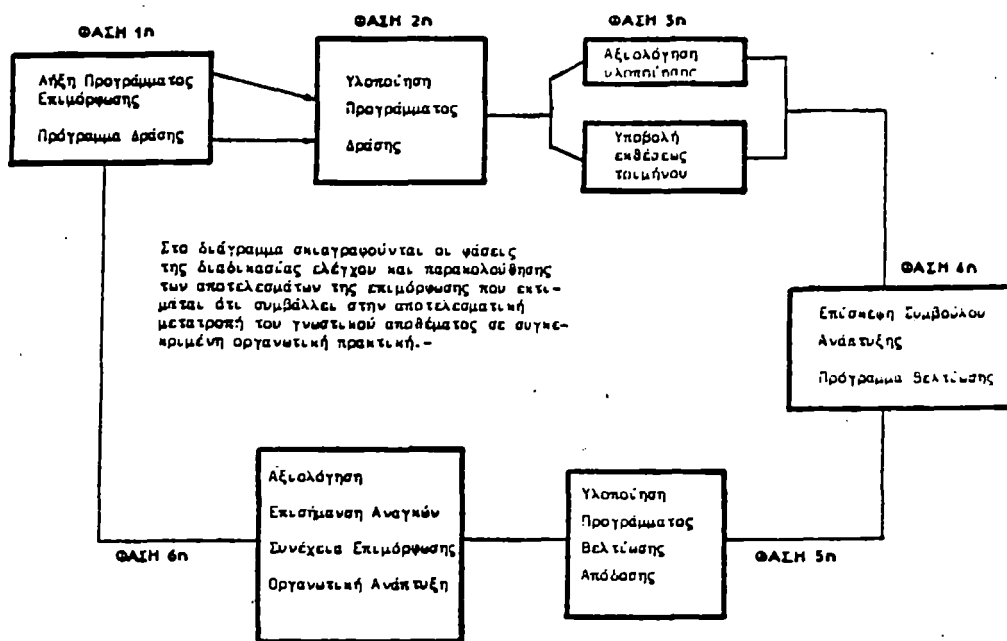 ΦΑΣΗ 1η
Λήξη Προγράμματος
Επιμόρφωσης
Πρόγραμμα Δράσης
ΦΑΣΗ 2η
Υλοποίηση
Προγράμματος
Δράσης
ΦΑΣΗ 3η
Αξιολόγηση
υλοποίησης
Υποβολή
εκθέσεως
τριμήνου
Στο διάγραμμα σκιαγραφούνται οι φάσεις
της διαδικασίας ελέγχου και παρακολούθησης
των αποτελεσμάτων της επιμόρφωσης που εκτι-
μάται ότι συμβάλλει στην αποτελεσματική
μετατροπή του γνωστικού αποθέματος σε συγκε-
κριμένη οργανωτική πρακτική.-
ΦΑΣΗ 4η
Επίσκεψη Συμβούλου
Ανάπτυξης
Πρόγραμμα Βελτίωσης
ΦΑΣΗ 5η
Υλοποίηση
Προγράμματος
Βελτίωσης
Απόδοσης
ΦΑΣΗ 6η
Αξιολόγηση
Επισήμανση Αναγκών
Συνέχεια Επιμόρφωσης
Οργανωτική Ανάπτυξη